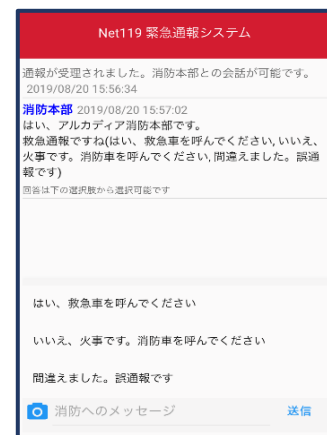 Net119 緊急通報システム
通報が受理されました。消防本部との会話が可能です。
2019/08/20 15:56:34
消防本部 2019/08/20 15:57:02
はい、アルカディア消防本部です。
救急通報ですね(はい、救急車を呼んでください, いいえ、
火事です。消防車を呼んでください, 間違えました。誤通
報です)
回答は下の選択肢から選択可能です
はい、救急車を呼んでください
いいえ、火事です。消防車を呼んでください
間違えました。誤通報です
消防へのメッセージ 送信